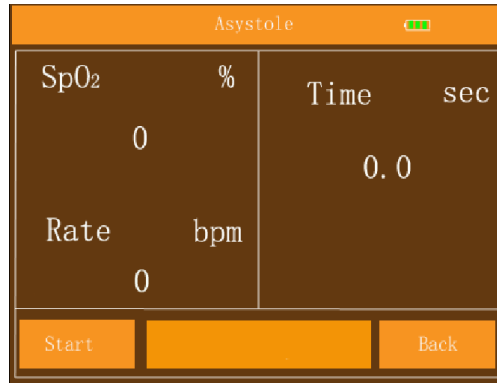 Asystole
SpO₂ %
0
Rate bpm
0
Time sec
0.0
Start
Back